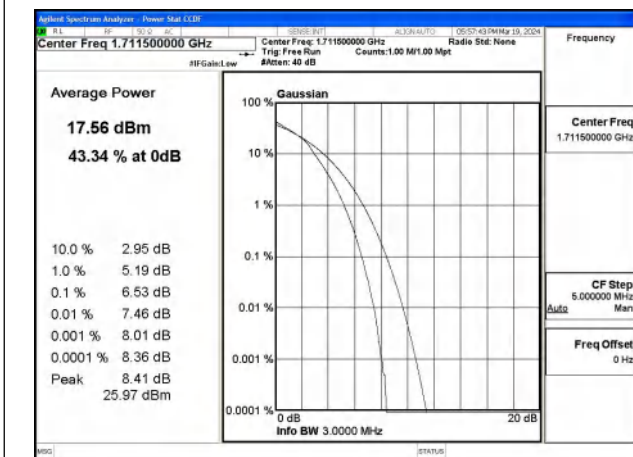 Agilent Spectrum Analyzer - Power Stat CCDF
RL RF 50 Ω AC SENSE:INT ALIGN AUTO 05:57:43 PM Mar 19, 2024
Center Freq 1.711500000 GHz
Center Freq: 1.711500000 GHz Radio Std: None
Trig: Free Run Counts:1.00 M/1.00 Mpt
#IFGain:Low #Atten: 40 dB
Frequency
Average Power
17.56 dBm
43.34 % at 0dB
10.0 % 2.95 dB
1.0 % 5.19 dB
0.1 % 6.53 dB
0.01 % 7.46 dB
0.001 % 8.01 dB
0.0001 % 8.36 dB
Peak 8.41 dB
25.97 dBm
Gaussian
100 %
10 %
1 %
0.1 %
0.01 %
0.001 %
0.0001 %
0 dB 20 dB
Info BW 3.0000 MHz
Center Freq
1.711500000 GHz
CF Step
5.000000 MHz
Auto Man
Freq Offset
0 Hz
MSG STATUS